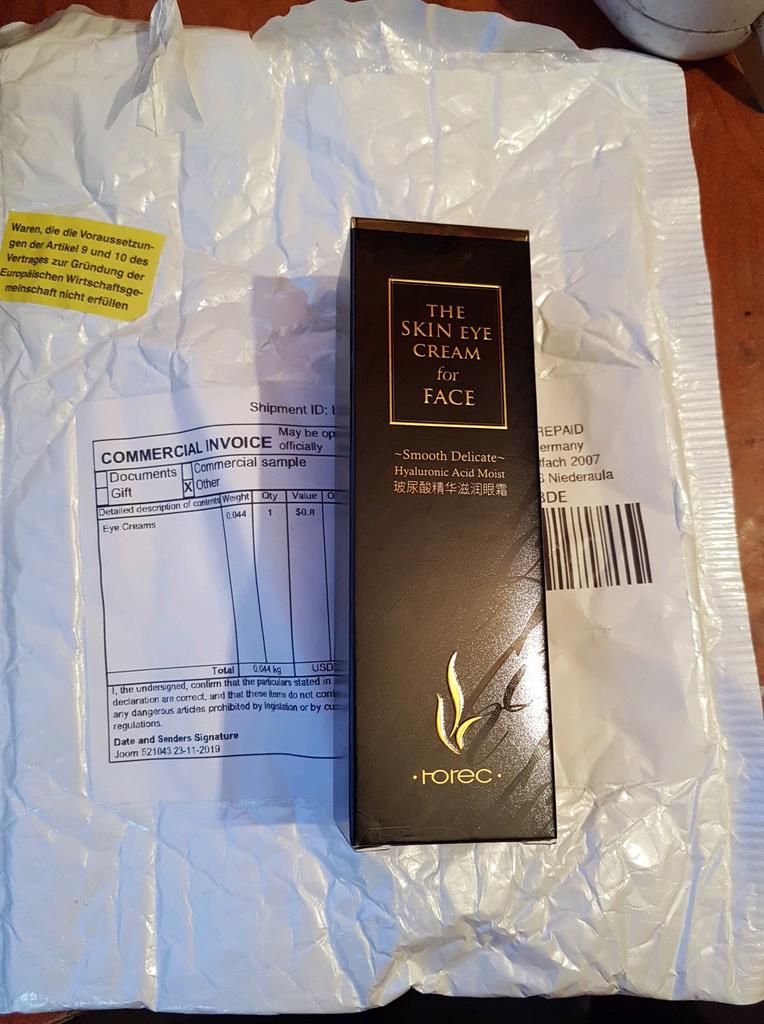 Waren, die die Voraussetzun-
gen der Artikel 9 und 10 des
Vertrages zur Gründung der
Europäischen Wirtschaftsge-
meinschaft nicht erfüllen
THE
SKIN EYE
CREAM
for
FACE
~Smooth Delicate~
Hyaluronic Acid Moist
玻尿酸精华滋润眼霜
rorec
Shipment ID:
COMMERCIAL INVOICE
May be
officially
Documents
Commercial sample
Gift
X Other
Detailed description of contents Weight Qty Value
Eye Creams 0.044 1 $0.8
Total 0.044 kg USD
I, the undersigned, confirm that the particulars stated in
declaration are correct, and that these items do not
any dangerous articles prohibited by legislation or by
regulations.
Date and Senders Signature
Joom 521043 23-11-2019
REPAID
ermany
fach 2007
Niederaula
DE